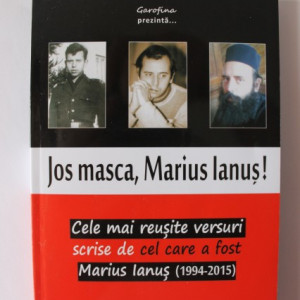 Garofina
prezintă...
Jos masca, Marius Ianuș!
Cele mai reușite versuri
scrise de cel care a fost
Marius Ianuș (1994-2015)